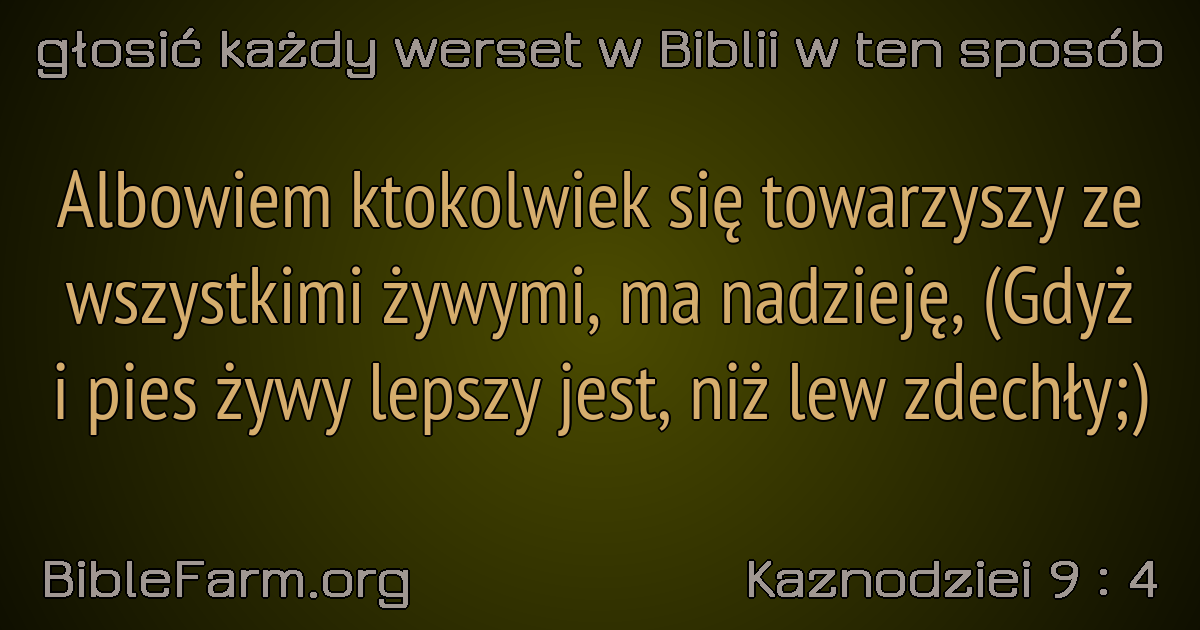 głosić każdy werset w Biblii w ten sposób
Albowiem ktokolwiek się towarzyszy ze
wszystkimi żywymi, ma nadzieję, (Gdyż
i pies żywy lepszy jest, niż lew zdechły;)
BibleFarm.org
Kaznodziei 9 : 4